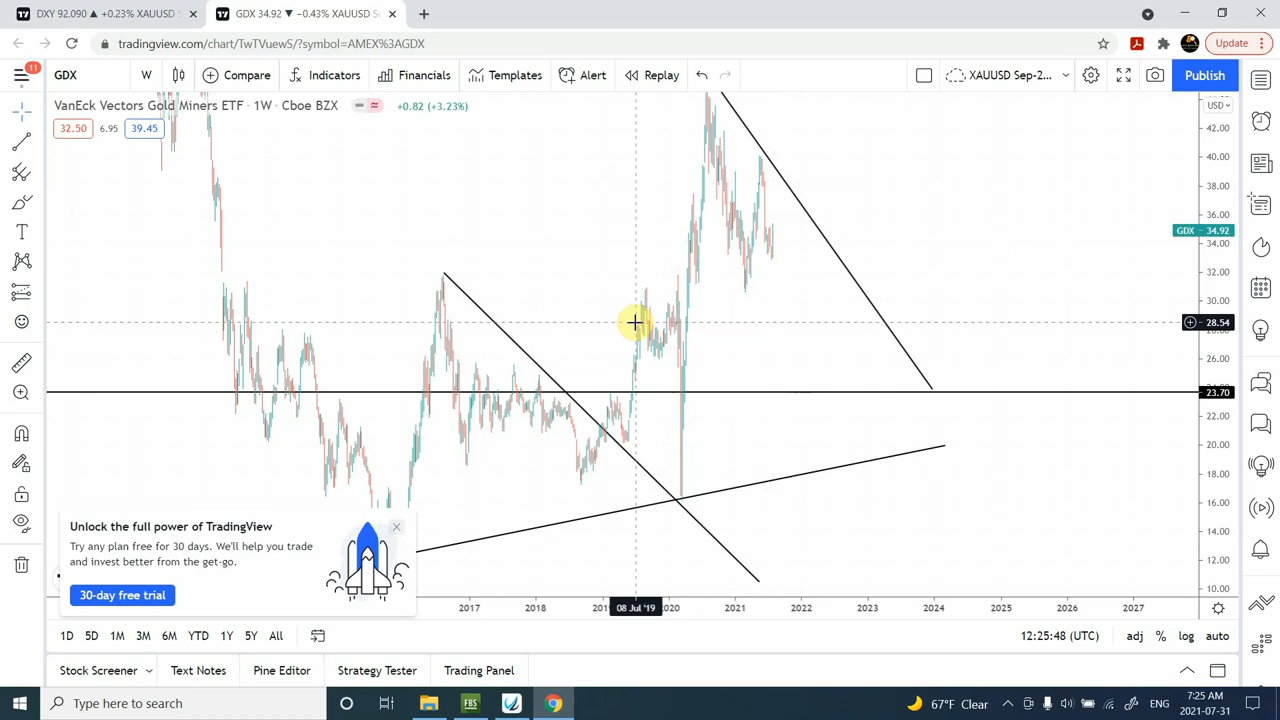 DXY 92.090 ▲ +0.23% XAUUSD S
GDX 34.92 ▼ −0.43% XAUUSD Se
tradingview.com/chart/TwTVuewS/?symbol=AMEX%3AGDX
Update
11
GDX
W
Compare
Indicators
Financials
Templates
Alert
Replay
XAUUSD Sep-2...
Publish
VanEck Vectors Gold Miners ETF · 1W · Cboe BZX
+0.82 (+3.23%)
32.50 6.95 39.45
USD
42.00
40.00
38.00
36.00
GDX 34.92
34.00
32.00
30.00
28.54
26.00
23.70
22.00
20.00
18.00
16.00
14.00
12.00
10.00
Unlock the full power of TradingView
Try any plan free for 30 days. We'll help you trade
and invest better from the get-go.
30-day free trial
2017 2018 2019 08 Jul '19 2020 2021 2022 2023 2024 2025 2026 2027
1D 5D 1M 3M 6M YTD 1Y 5Y All
12:25:48 (UTC)
adj % log auto
Stock Screener
Text Notes
Pine Editor
Strategy Tester
Trading Panel
Type here to search
FBS
67°F Clear
ENG
7:25 AM
2021-07-31